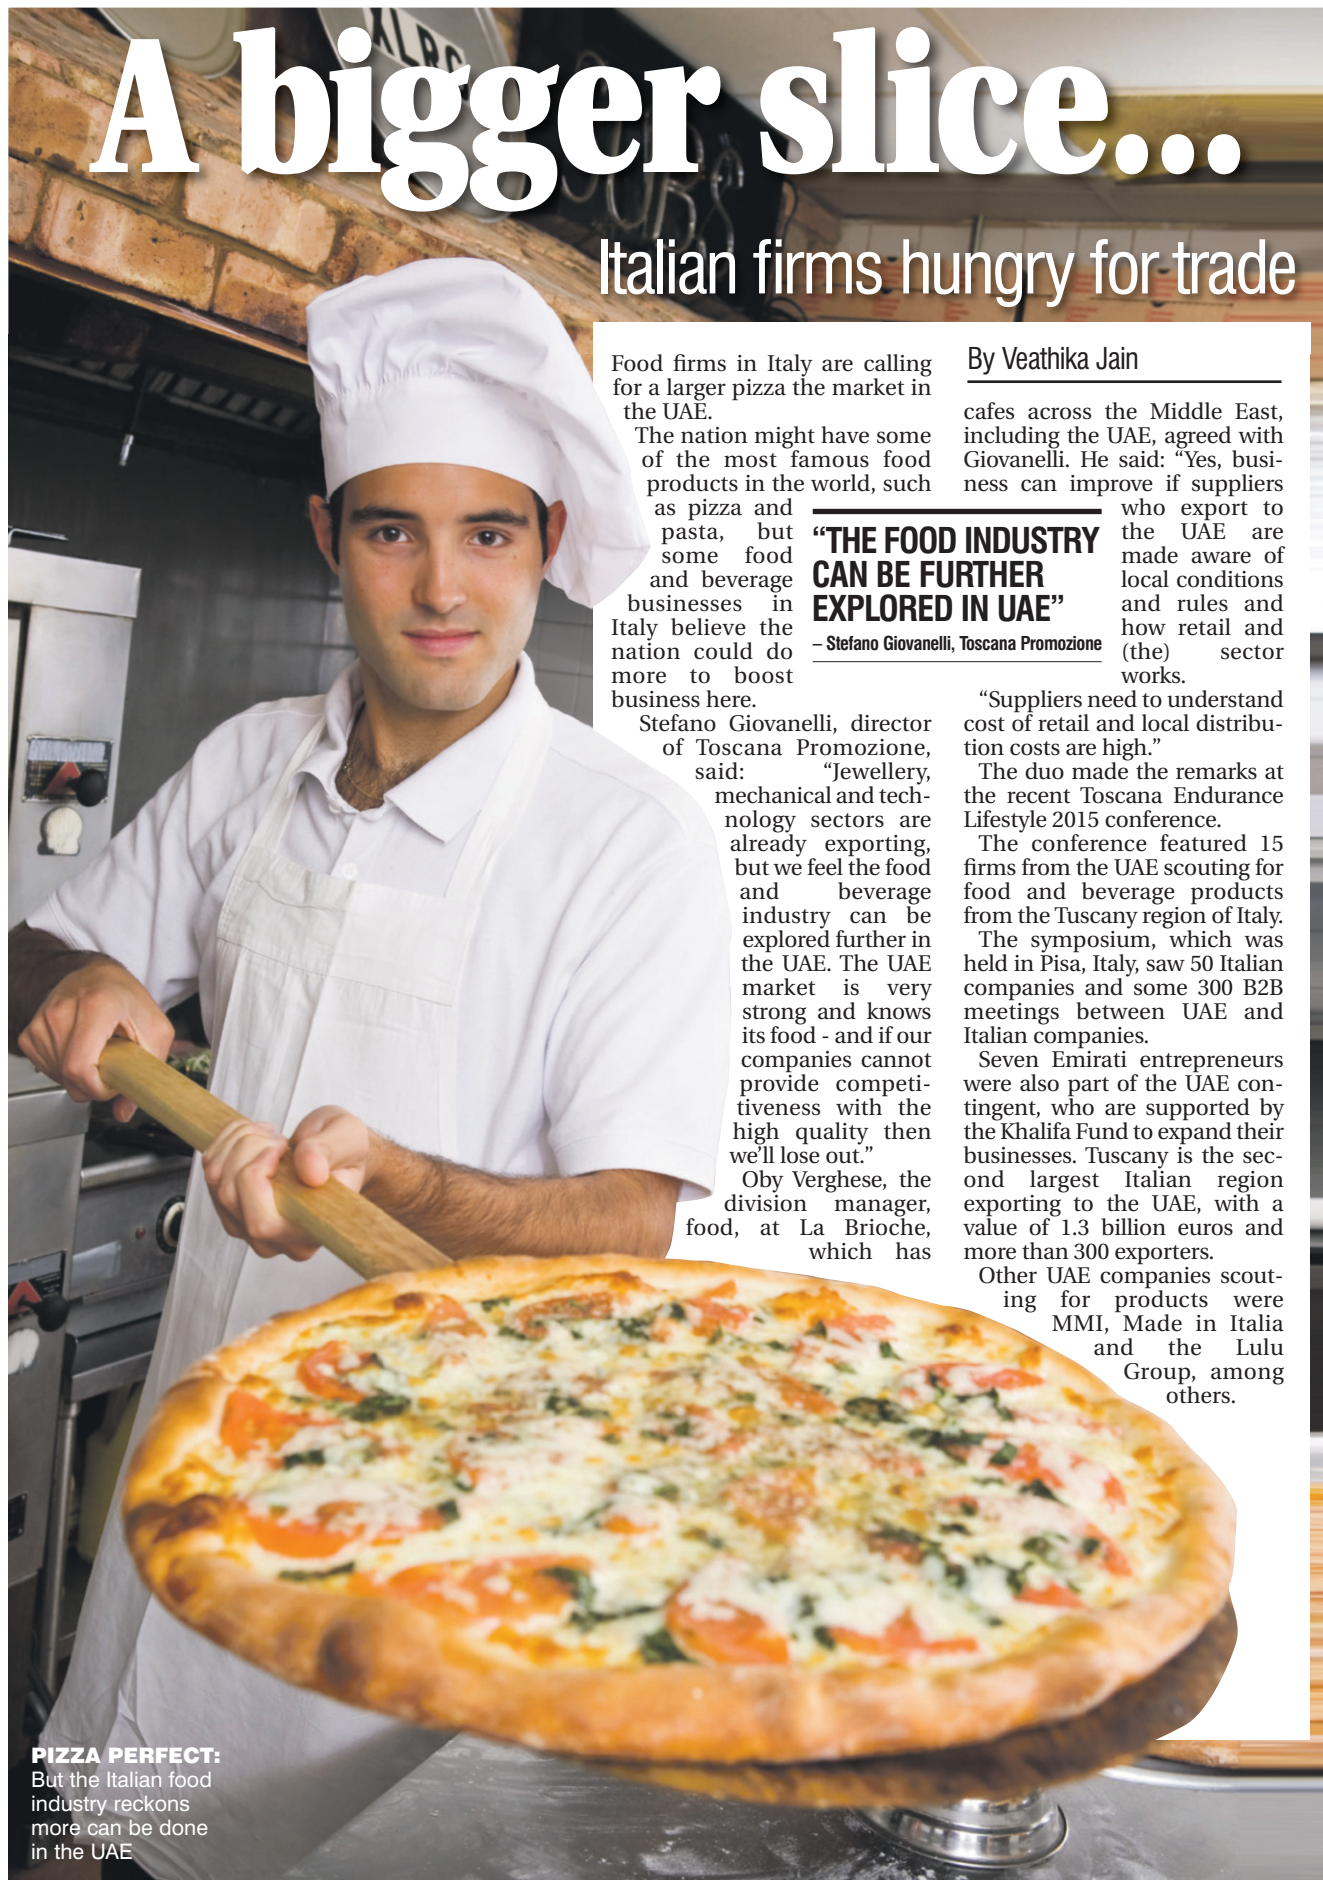 A bigger slice...
Italian firms hungry for trade
Food firms in Italy are calling
for a larger pizza the market in
the UAE.
The nation might have some
of the most famous food
products in the world, such
as pizza and
pasta, but
some food
and beverage
businesses in
Italy believe the
nation could do
more to boost
business here.
Stefano Giovanelli, director
of Toscana Promozione,
said: “Jewellery,
mechanical and tech-
nology sectors are
already exporting,
but we feel the food
and beverage
industry can be
explored further in
the UAE. The UAE
market is very
strong and knows
its food - and if our
companies cannot
provide competi-
tiveness with the
high quality then
we’ll lose out.”
Oby Verghese, the
division manager,
food, at La Brioche,
which has
“THE FOOD INDUSTRY
CAN BE FURTHER
EXPLORED IN UAE”
– Stefano Giovanelli, Toscana Promozione
By Veathika Jain
cafes across the Middle East,
including the UAE, agreed with
Giovanelli. He said: “Yes, busi-
ness can improve if suppliers
who export to
the UAE are
made aware of
local conditions
and rules and
how retail and
(the) sector
works.
“Suppliers need to understand
cost of retail and local distribu-
tion costs are high.”
The duo made the remarks at
the recent Toscana Endurance
Lifestyle 2015 conference.
The conference featured 15
firms from the UAE scouting for
food and beverage products
from the Tuscany region of Italy.
The symposium, which was
held in Pisa, Italy, saw 50 Italian
companies and some 300 B2B
meetings between UAE and
Italian companies.
Seven Emirati entrepreneurs
were also part of the UAE con-
tingent, who are supported by
the Khalifa Fund to expand their
businesses. Tuscany is the sec-
ond largest Italian region
exporting to the UAE, with a
value of 1.3 billion euros and
more than 300 exporters.
Other UAE companies scout-
ing for products were
MMI, Made in Italia
and the Lulu
Group, among
others.
PIZZA PERFECT:
But the Italian food
industry reckons
more can be done
in the UAE